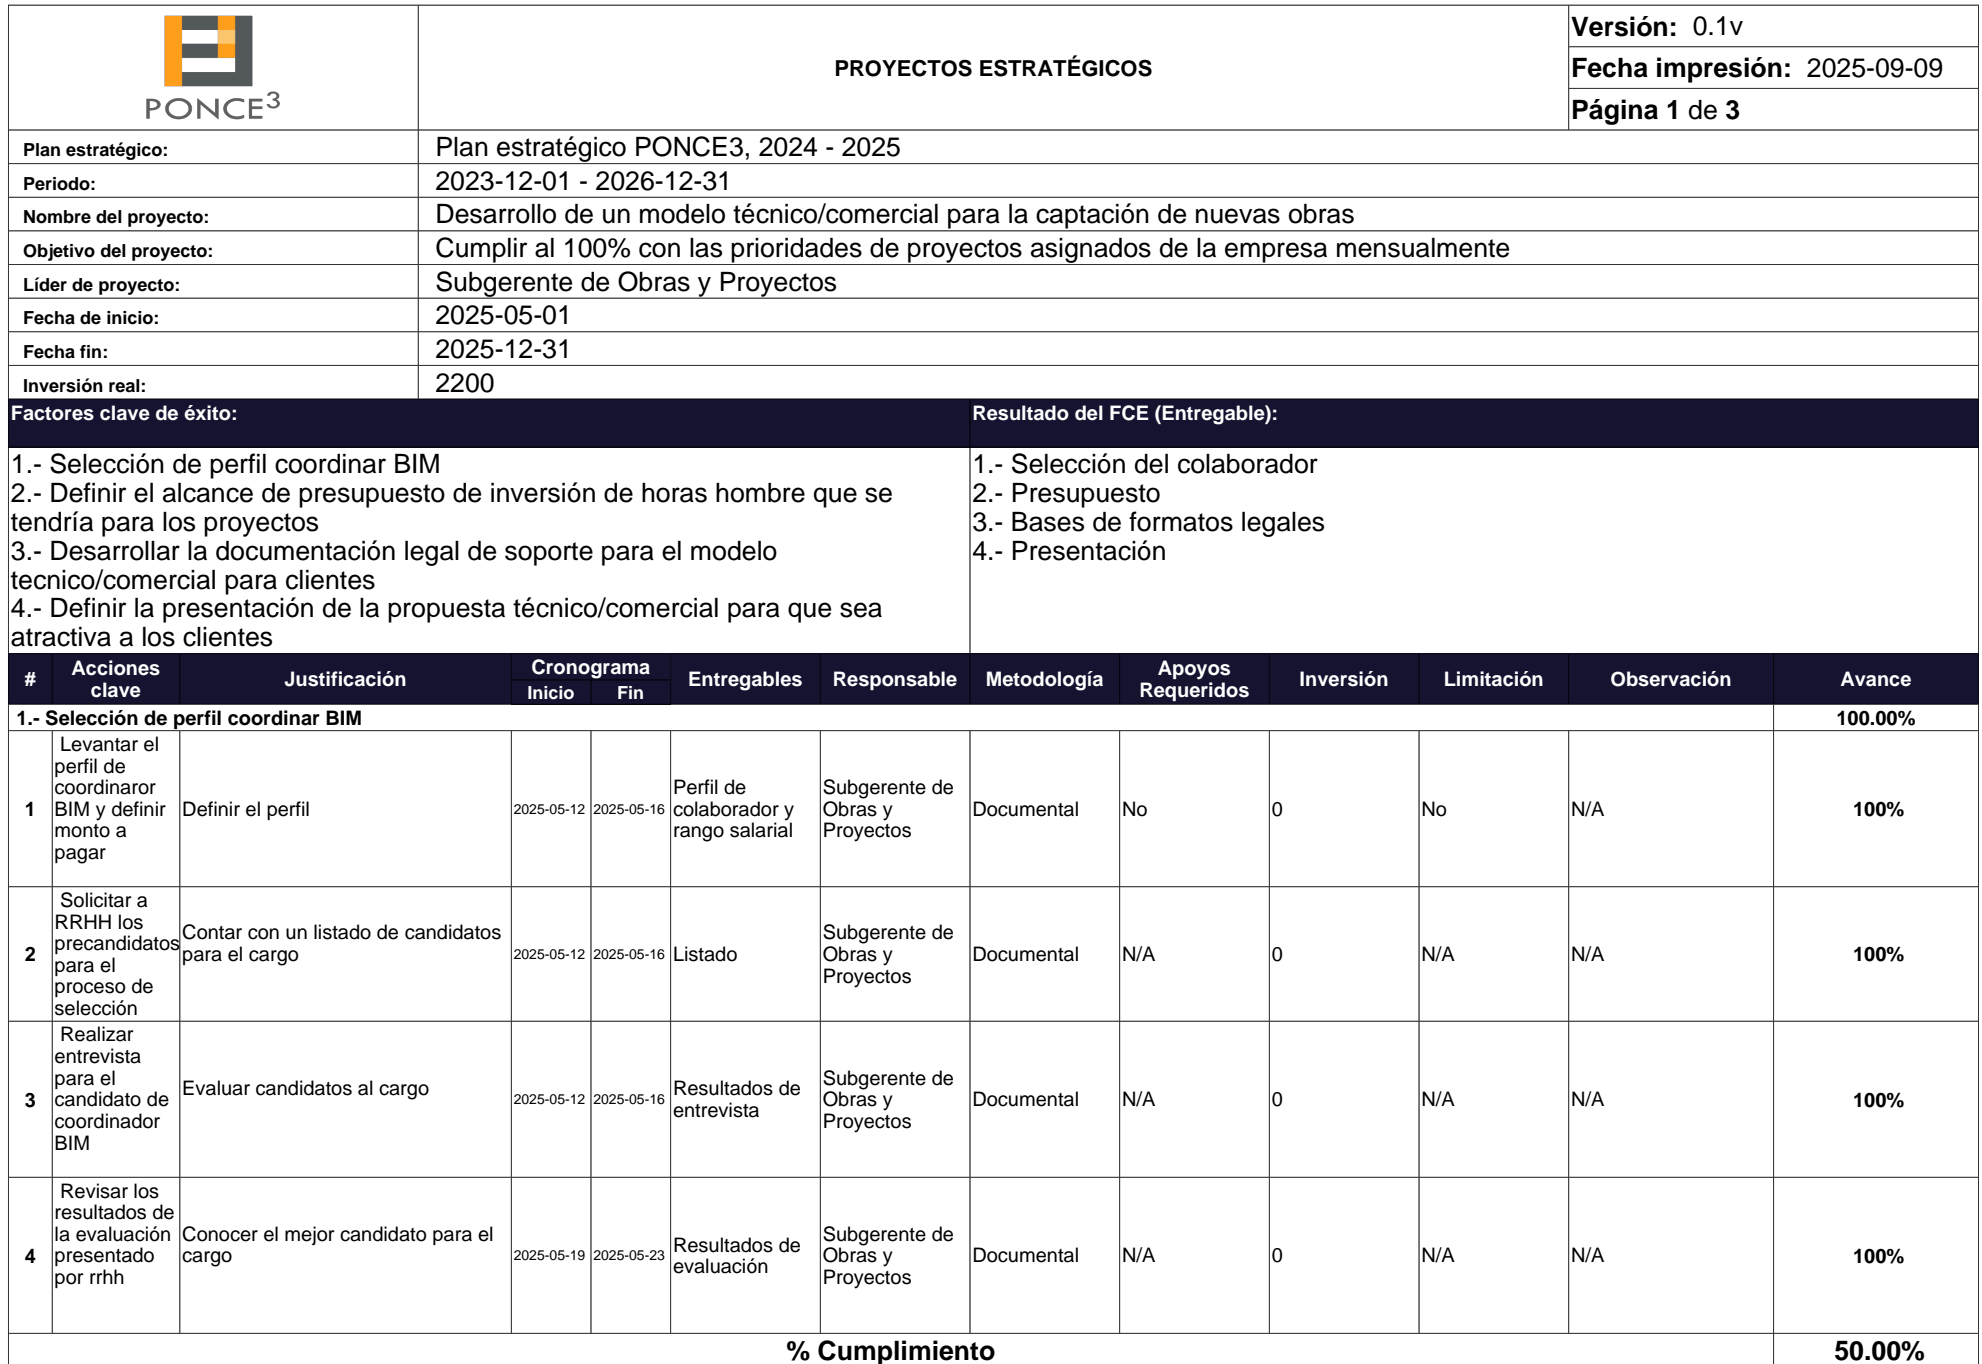 PONCE3
PROYECTOS ESTRATÉGICOS
Versión: 0.1v
Fecha impresión: 2025-09-09
Página 1 de 3
Plan estratégico: Plan estratégico PONCE3, 2024 - 2025
Periodo: 2023-12-01 - 2026-12-31
Nombre del proyecto: Desarrollo de un modelo técnico/comercial para la captación de nuevas obras
Objetivo del proyecto: Cumplir al 100% con las prioridades de proyectos asignados de la empresa mensualmente
Líder de proyecto: Subgerente de Obras y Proyectos
Fecha de inicio: 2025-05-01
Fecha fin: 2025-12-31
Inversión real: 2200
Factores clave de éxito:
1.- Selección de perfil coordinar BIM
2.- Definir el alcance de presupuesto de inversión de horas hombre que se
tendría para los proyectos
3.- Desarrollar la documentación legal de soporte para el modelo
tecnico/comercial para clientes
4.- Definir la presentación de la propuesta técnico/comercial para que sea
atractiva a los clientes
Resultado del FCE (Entregable):
1.- Selección del colaborador
2.- Presupuesto
3.- Bases de formatos legales
4.- Presentación
#
Acciones
clave
Justificación
Cronograma
Inicio
Fin
Entregables
Responsable
Metodología
Apoyos
Requeridos
Inversión
Limitación
Observación
Avance
1.- Selección de perfil coordinar BIM
100.00%
1
Levantar el
perfil de
coordinaror
BIM y definir
monto a
pagar
Definir el perfil
2025-05-12
2025-05-16
Perfil de
colaborador y
rango salarial
Subgerente de
Obras y
Proyectos
Documental
No
0
No
N/A
100%
2
Solicitar a
RRHH los
precandidatos
para el
proceso de
selección
Contar con un listado de candidatos
para el cargo
2025-05-12
2025-05-16
Listado
Subgerente de
Obras y
Proyectos
Documental
N/A
0
N/A
N/A
100%
3
Realizar
entrevista
para el
candidato de
coordinador
BIM
Evaluar candidatos al cargo
2025-05-12
2025-05-16
Resultados de
entrevista
Subgerente de
Obras y
Proyectos
Documental
N/A
0
N/A
N/A
100%
4
Revisar los
resultados de
la evaluación
presentado
por rrhh
Conocer el mejor candidato para el
cargo
2025-05-19
2025-05-23
Resultados de
evaluación
Subgerente de
Obras y
Proyectos
Documental
N/A
0
N/A
N/A
100%
% Cumplimiento
50.00%